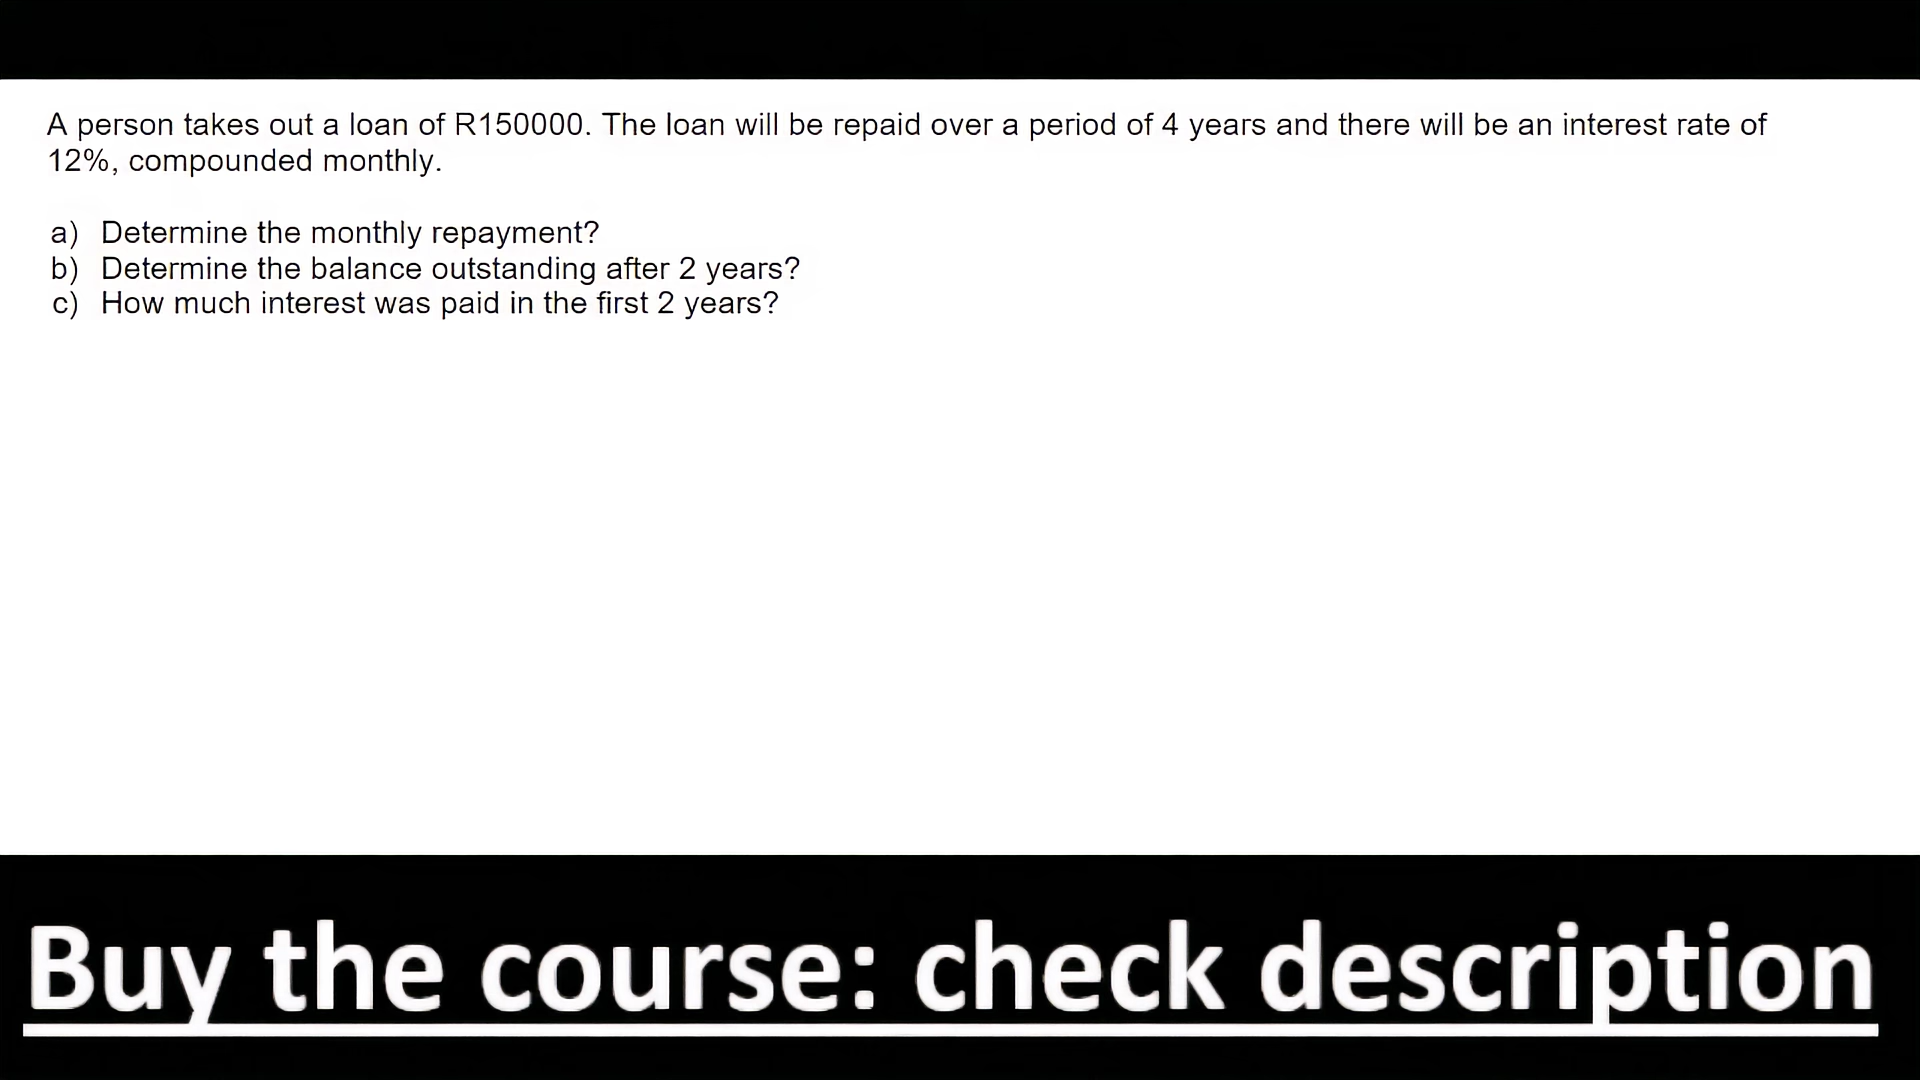 A person takes out a loan of R150000. The loan will be repaid over a period of 4 years and there will be an interest rate of
12%, compounded monthly.
a) Determine the monthly repayment?
b) Determine the balance outstanding after 2 years?
c) How much interest was paid in the first 2 years?
Buy the course: check description